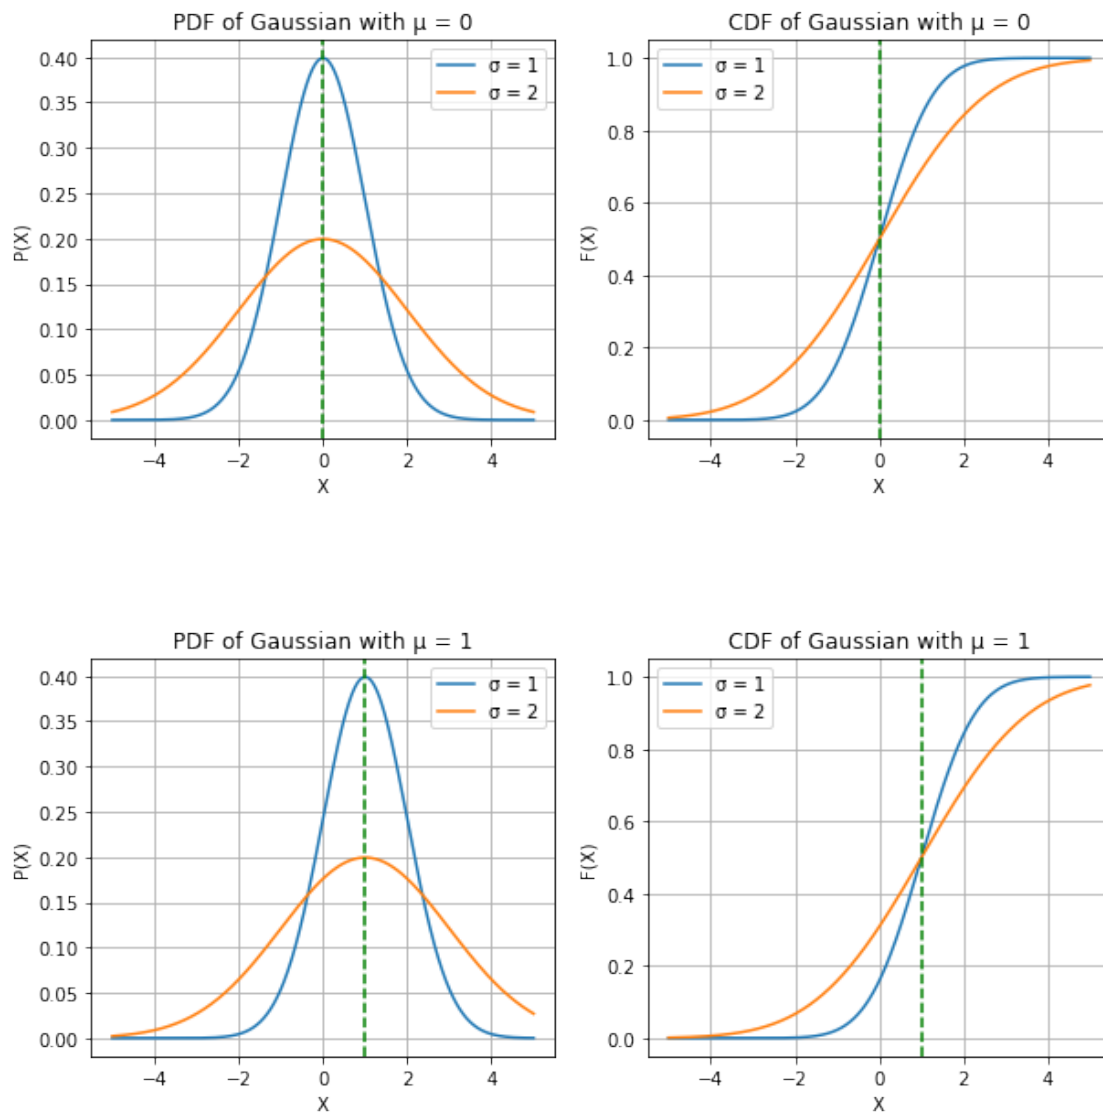 PDF of Gaussian with μ = 0
0.40
0.35
0.30
0.25
0.20
0.15
0.10
0.05
0.00
P(X)
σ = 1
σ = 2
−4 −2 0 2 4
X
CDF of Gaussian with μ = 0
1.0
0.8
0.6
0.4
0.2
0.0
F(X)
σ = 1
σ = 2
−4 −2 0 2 4
X
PDF of Gaussian with μ = 1
0.40
0.35
0.30
0.25
0.20
0.15
0.10
0.05
0.00
P(X)
σ = 1
σ = 2
−4 −2 0 2 4
X
CDF of Gaussian with μ = 1
1.0
0.8
0.6
0.4
0.2
0.0
F(X)
σ = 1
σ = 2
−4 −2 0 2 4
X